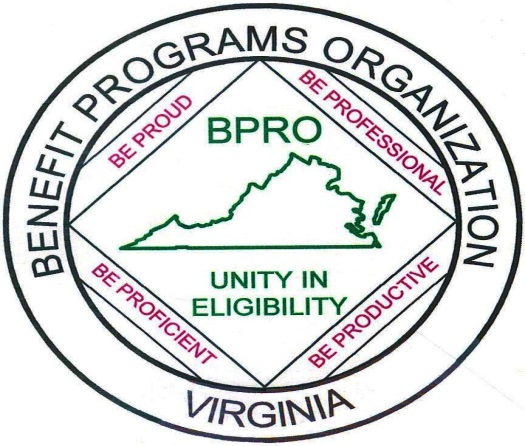 BENEFIT PROGRAMS ORGANIZATION
BE PROUD
BE PROFESSIONAL
BPRO
UNITY IN
ELIGIBILITY
BE PROFICIENT
BE PRODUCTIVE
VIRGINIA